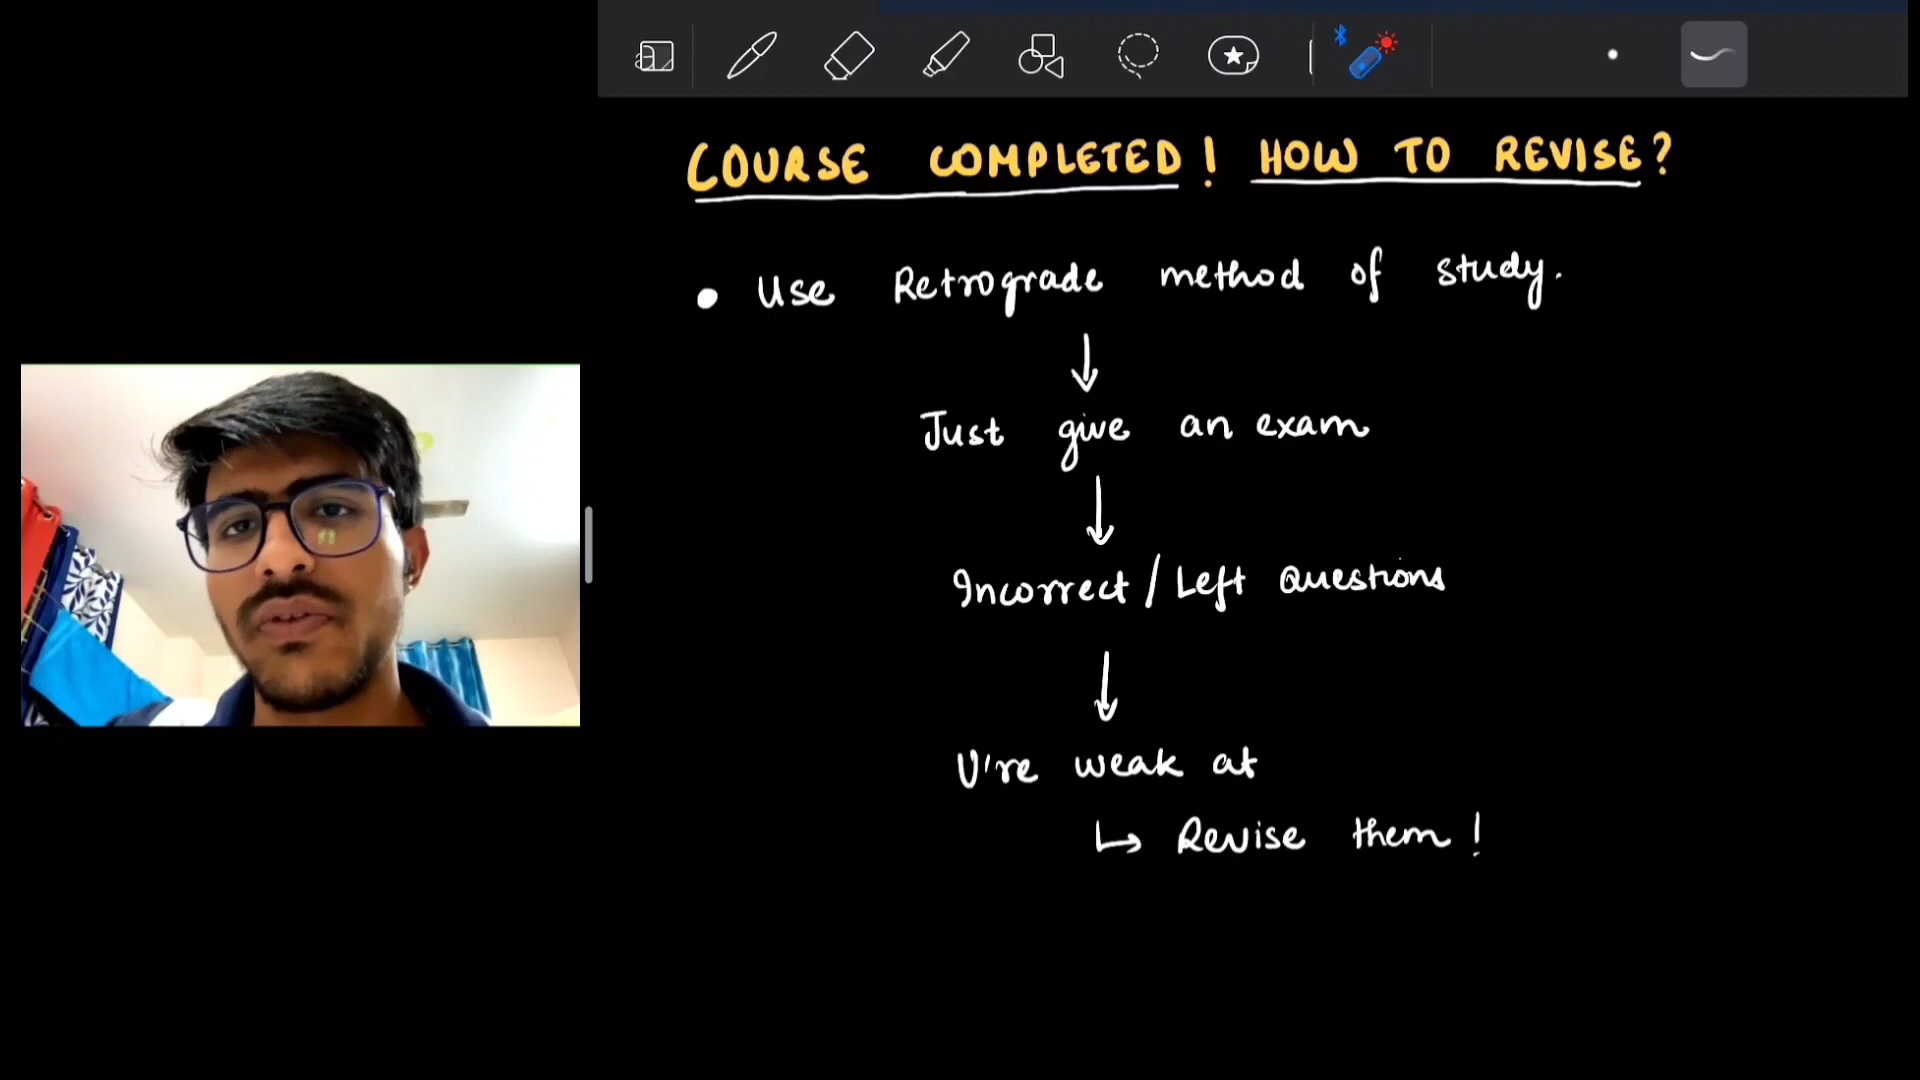 COURSE COMPLETED! HOW TO REVISE?
• Use Retrograde method of study.
↓
Just give an exam
↓
Incorrect/Left Questions
↓
U're weak at
↳ Revise them!